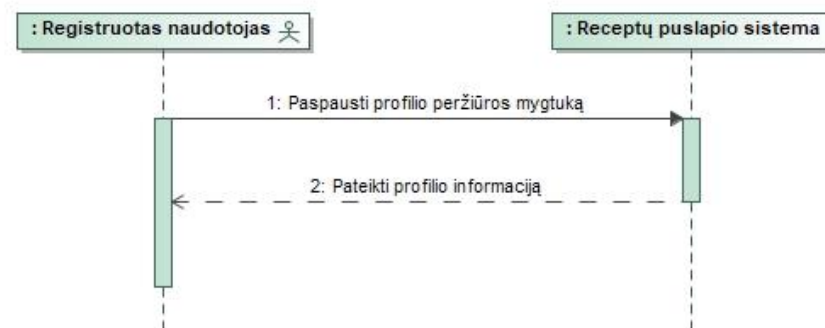 : Registruotas naudotojas
: Receptų puslapio sistema
1: Paspausti profilio peržiūros mygtuką
2: Pateikti profilio informaciją